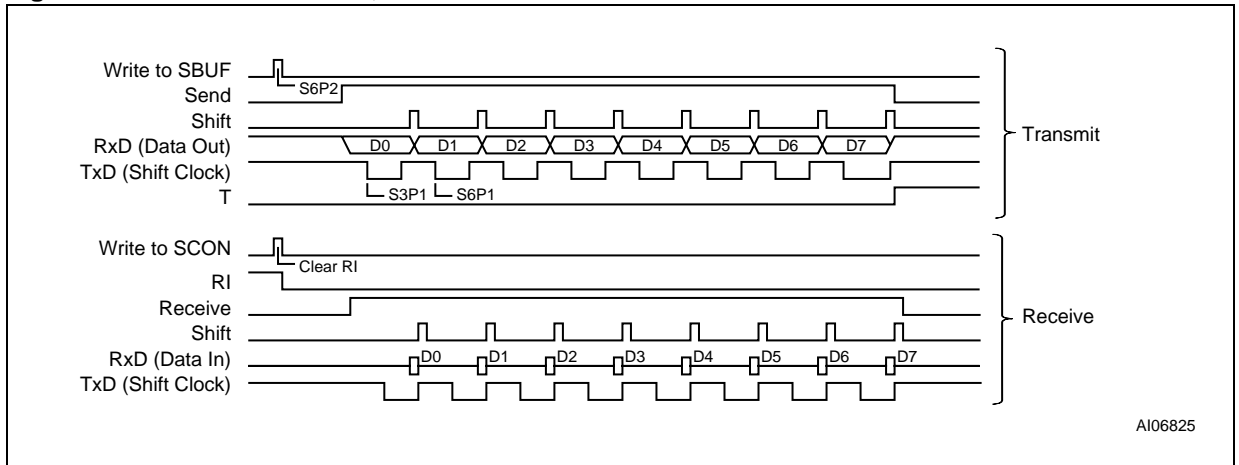 Write to SBUF
S6P2
Send
Shift
RxD (Data Out)
D0 D1 D2 D3 D4 D5 D6 D7
TxD (Shift Clock)
S3P1 S6P1
T
Transmit
Write to SCON
Clear RI
RI
Receive
Shift
RxD (Data In)
D0 D1 D2 D3 D4 D5 D6 D7
TxD (Shift Clock)
Receive
AI06825